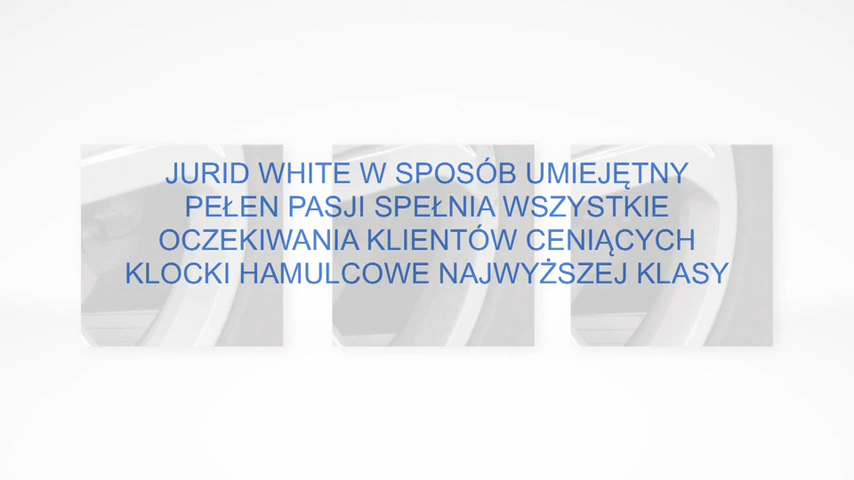 JURID WHITE W SPOSÓB UMIEJĘTNY
PEŁEN PASJI SPEŁNIA WSZYSTKIE
OCZEKIWANIA KLIENTÓW CENIĄCYCH
KLOCKI HAMULCOWE NAJWYŻSZEJ KLASY